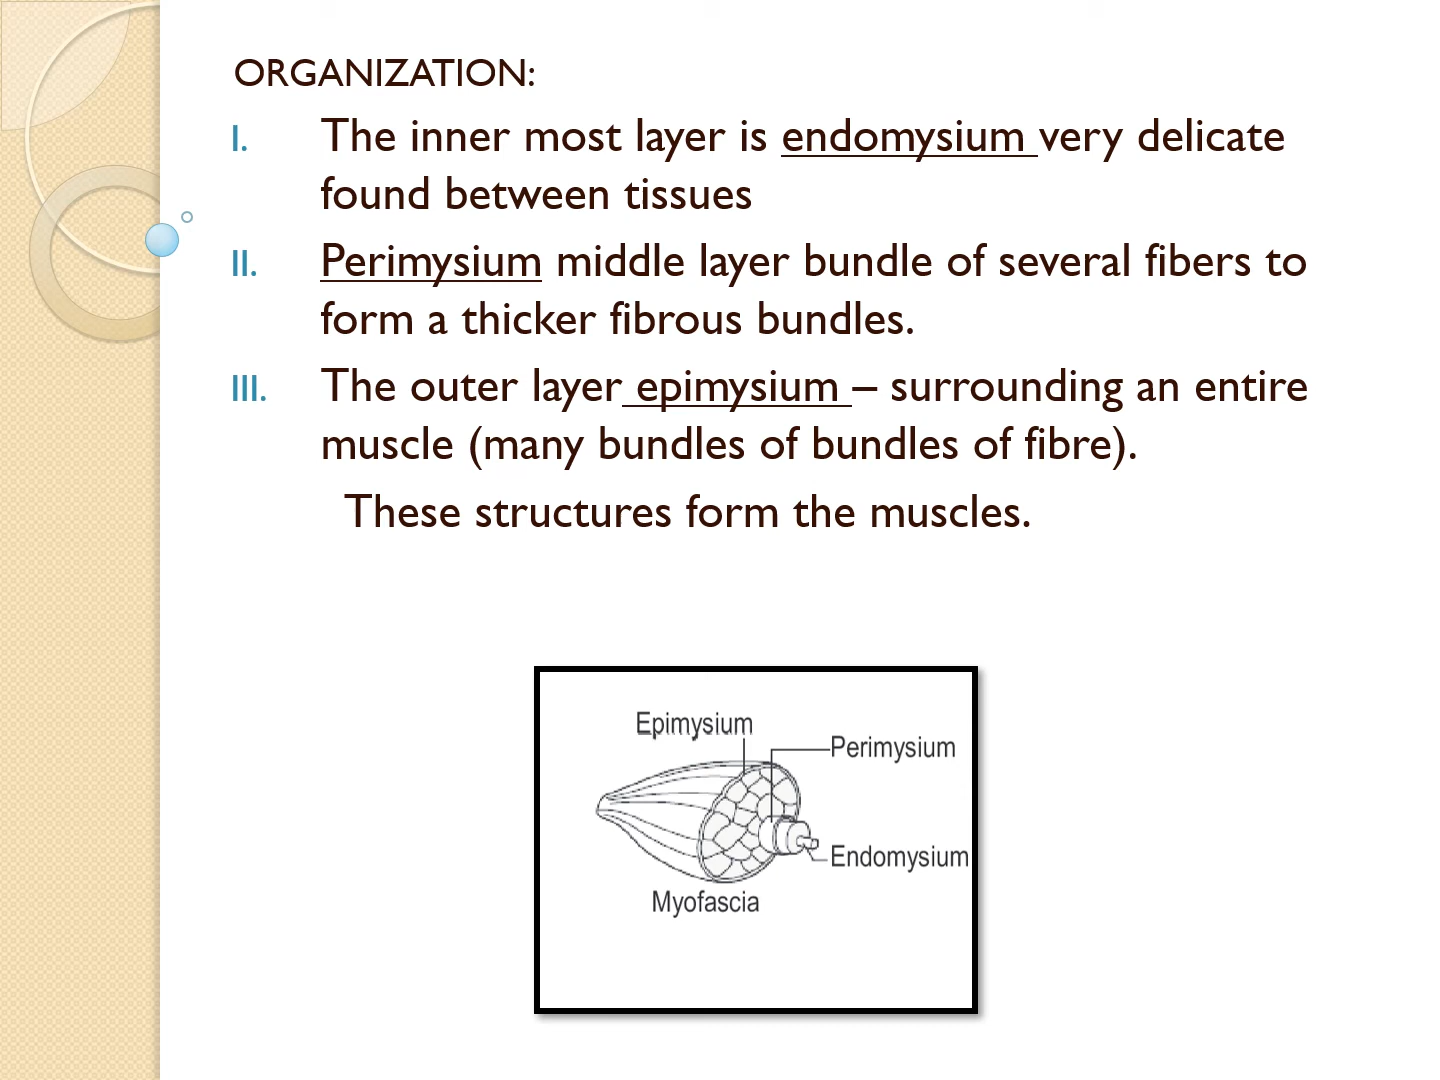 ORGANIZATION:
I. The inner most layer is endomysium very delicate
found between tissues
II. Perimysium middle layer bundle of several fibers to
form a thicker fibrous bundles.
III. The outer layer epimysium – surrounding an entire
muscle (many bundles of bundles of fibre).
These structures form the muscles.
Epimysium
Perimysium
Endomysium
Myofascia